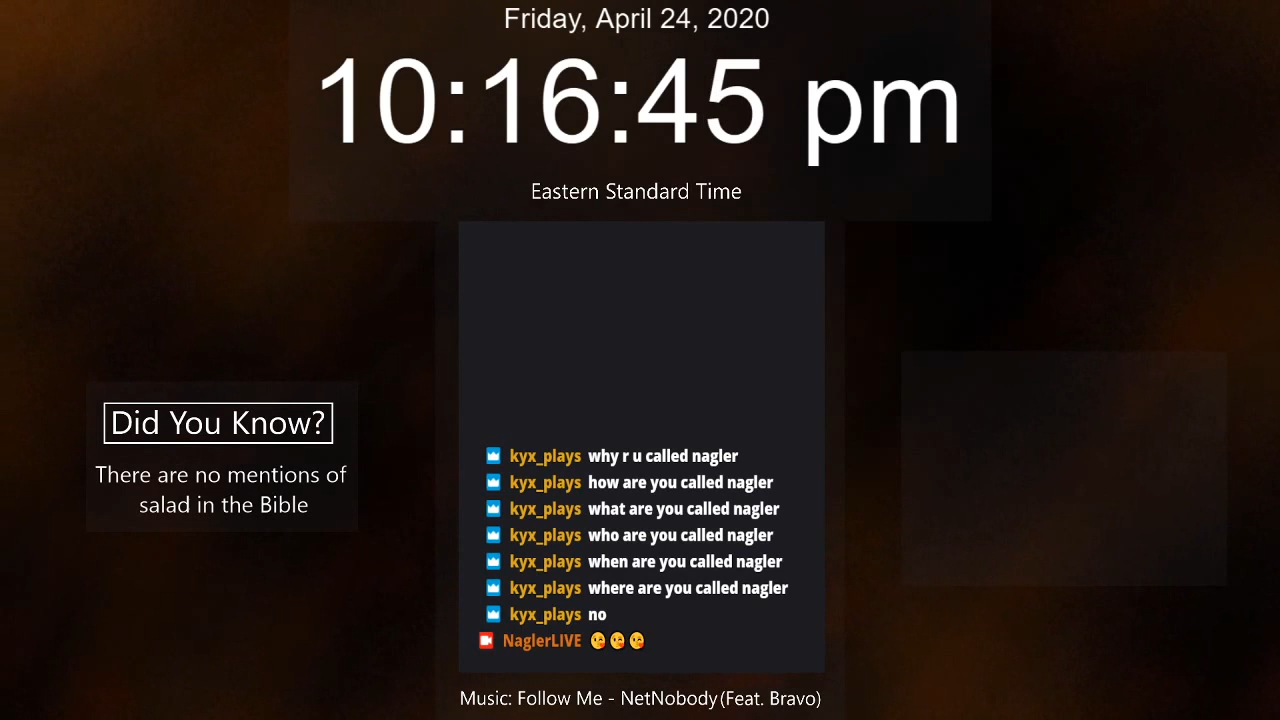 Friday, April 24, 2020
10:16:45 pm
Eastern Standard Time
Did You Know?
There are no mentions of
salad in the Bible
kyx_plays why r u called nagler
kyx_plays how are you called nagler
kyx_plays what are you called nagler
kyx_plays who are you called nagler
kyx_plays when are you called nagler
kyx_plays where are you called nagler
kyx_plays no
NaglerLIVE 😘😘😘
Music: Follow Me - NetNobody(Feat. Bravo)